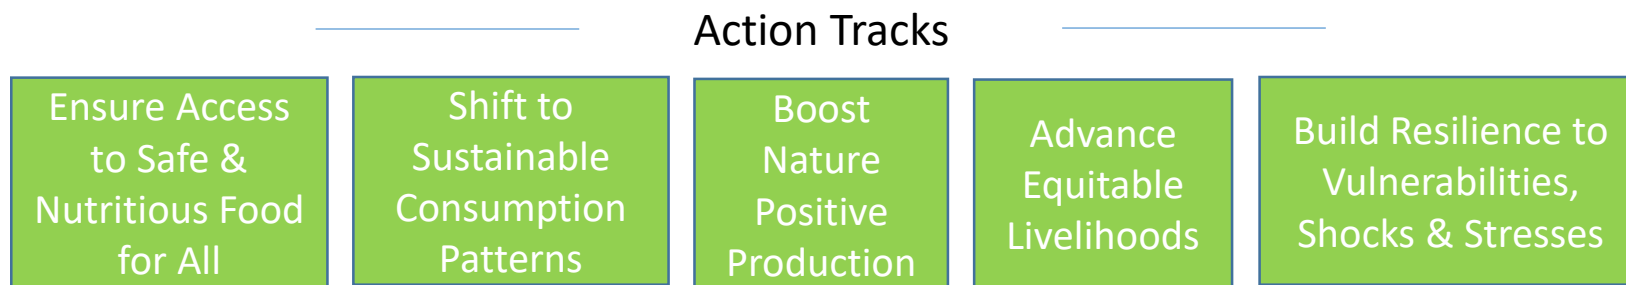 Action Tracks
Ensure Access
to Safe &
Nutritious Food
for All
Shift to
Sustainable
Consumption
Patterns
Boost
Nature
Positive
Production
Advance
Equitable
Livelihoods
Build Resilience to
Vulnerabilities,
Shocks & Stresses